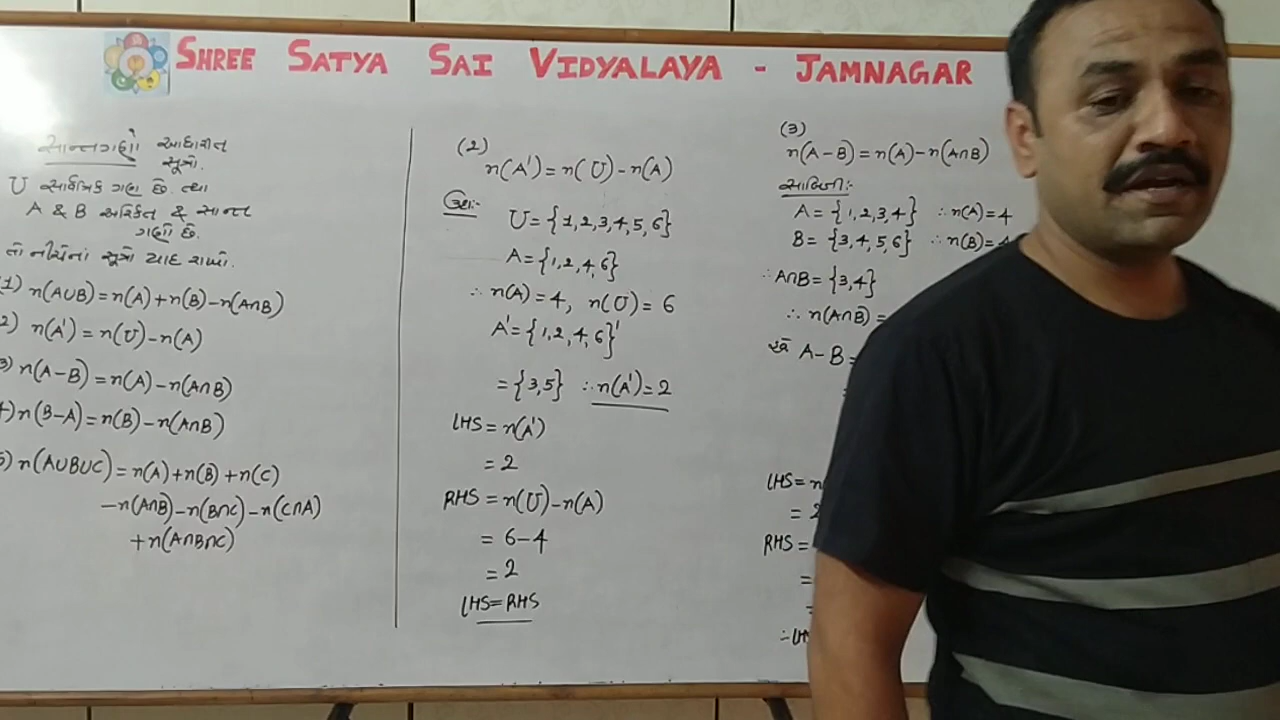 SHREE SATYA SAI VIDYALAYA - JAMNAGAR
સાન્તગણો આધારીત
સૂત્રો.
U સાર્વત્રિક ગણ છે. તથા
A & B અરિક્ત & સાન્ત
ગણો છે.
તો નીચેનાં સૂત્રો યાદ રાખો.
1) n(A∪B)=n(A)+n(B)-n(A∩B)
2) n(A')=n(U)-n(A)
3) n(A-B)=n(A)-n(A∩B)
4) n(B-A)=n(B)-n(A∩B)
5) n(A∪B∪C)=n(A)+n(B)+n(C)
-n(A∩B)-n(B∩C)-n(C∩A)
+n(A∩B∩C)
(2)
n(A')=n(U)-n(A)
U={1,2,3,4,5,6}
A={1,2,4,6}
∴ n(A)=4, n(U)=6
A'={1,2,4,6}'
={3,5} ∴n(A')=2
LHS=n(A')
=2
RHS=n(U)-n(A)
=6-4
=2
LHS=RHS
(3)
n(A-B)=n(A)-n(A∩B)
સાબિતી:-
A={1,2,3,4} ∴n(A)=4
B={3,4,5,6} ∴n(B)=4
∴A∩B={3,4}
∴ n(A∩B)=
હવે A-B=
LHS=n
=2
RHS=
=